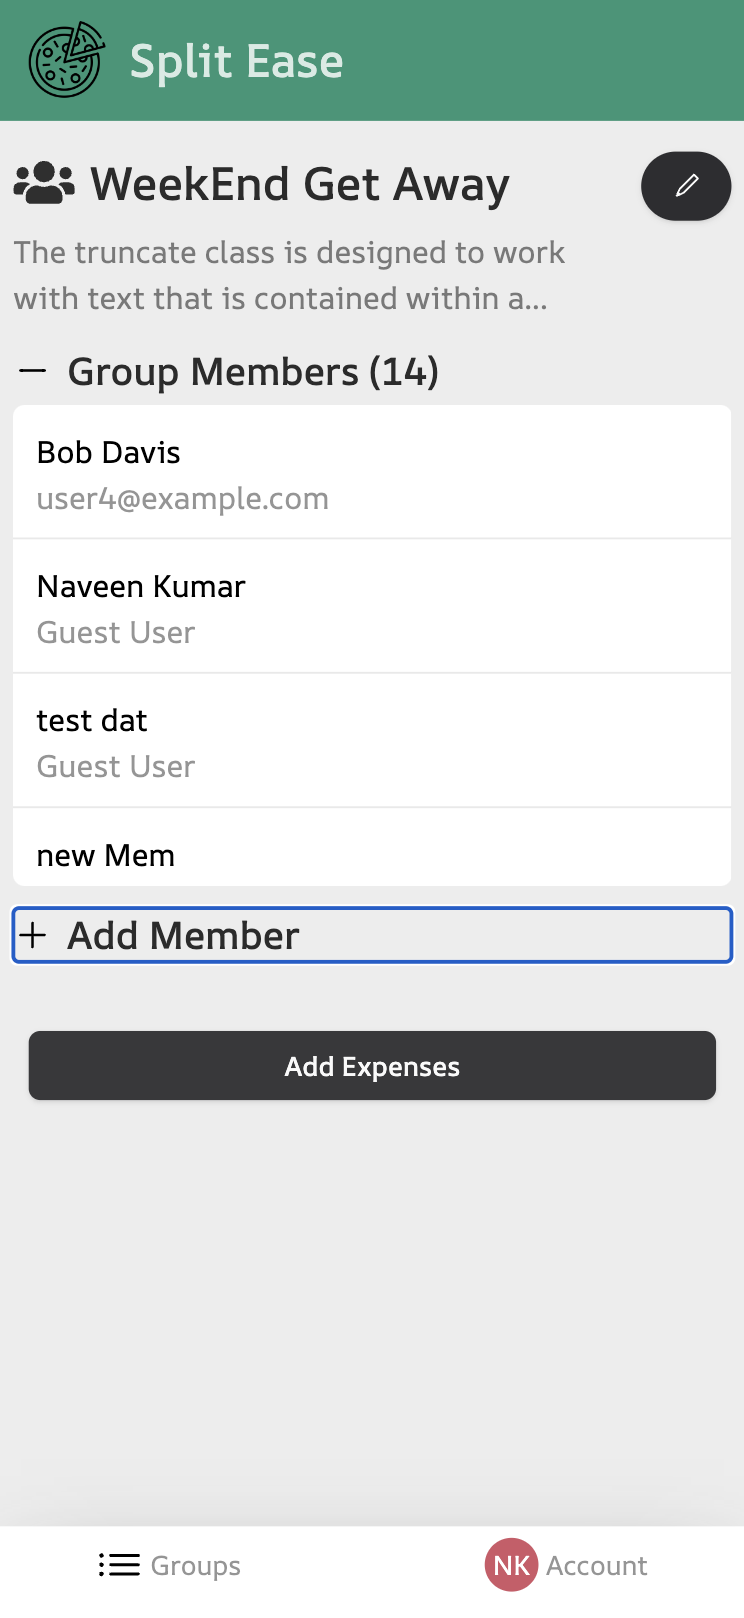 Split Ease
WeekEnd Get Away
The truncate class is designed to work
with text that is contained within a...
Group Members (14)
Bob Davis
user4@example.com
Naveen Kumar
Guest User
test dat
Guest User
new Mem
Add Member
Add Expenses
Groups
NK Account